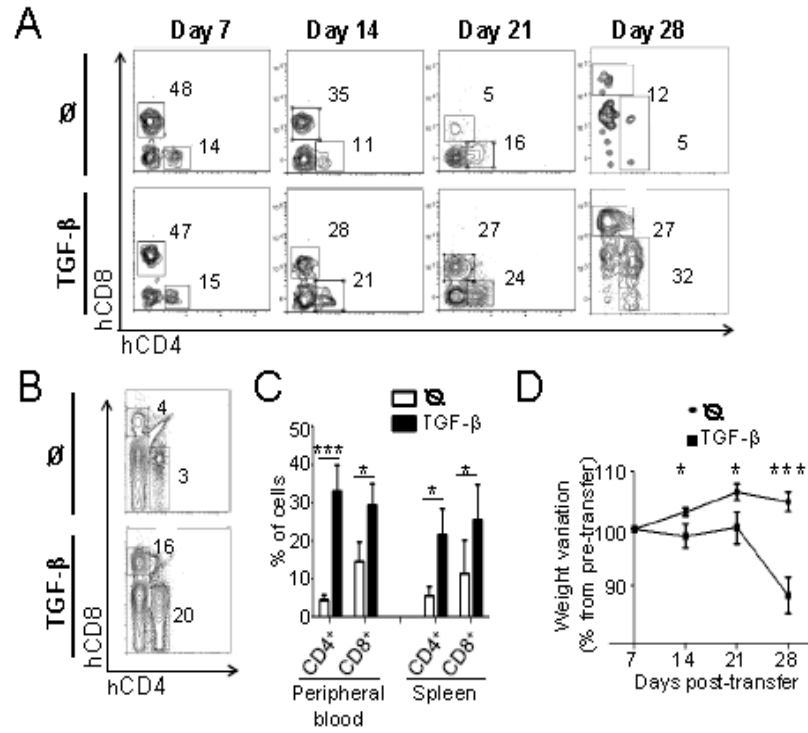 A
Day 7 Day 14 Day 21 Day 28
Ø
48
14
35
11
5
16
12
5
TGF-β
47
15
28
21
27
24
27
32
hCD8
hCD4
B
Ø
4
3
TGF-β
16
20
hCD8
hCD4
C
Ø
TGF-β
% of cells
50
40
30
20
10
0
***
*
*
*
CD4+ CD8+ CD4+ CD8+
Peripheral blood
Spleen
D
Ø
TGF-β
Weight variation
(% from pre-transfer)
110
100
90
* * ***
7 14 21 28
Days post-transfer